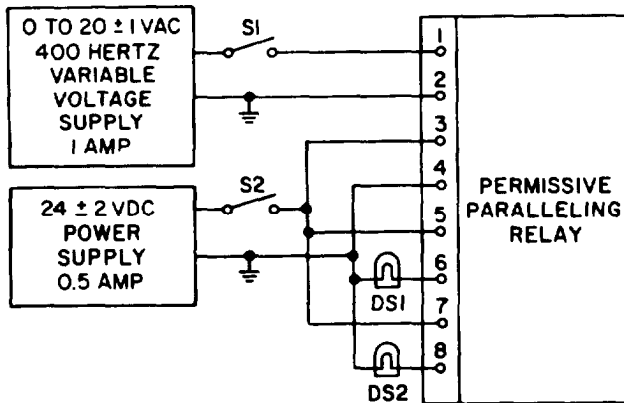 0 TO 20 ± 1 VAC
400 HERTZ
VARIABLE
VOLTAGE
SUPPLY
1 AMP
S1
24 ± 2 VDC
POWER
SUPPLY
0.5 AMP
S2
1
2
3
4
5
6
7
8
DS1
DS2
PERMISSIVE
PARALLELING
RELAY